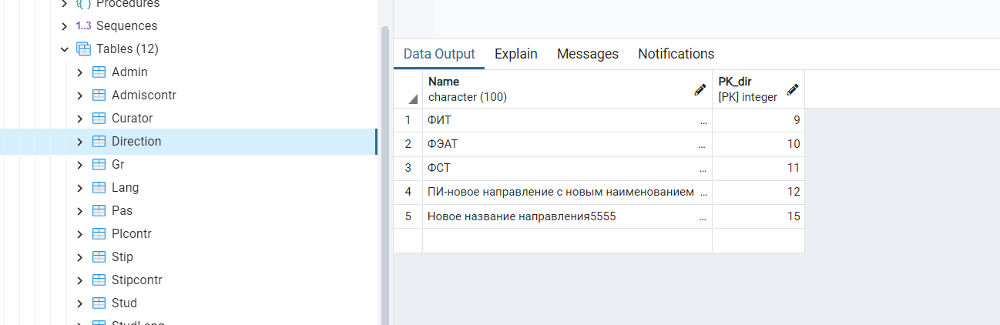 Procedures
1..3 Sequences
Tables (12)
Admin
Admiscontr
Curator
Direction
Gr
Lang
Pas
Plcontr
Stip
Stipcontr
Stud
StudLang
Data Output Explain Messages Notifications
Name PK_dir
character (100) [PK] integer
1 ФИТ ... 9
2 ФЭАТ ... 10
3 ФСТ ... 11
4 ПИ-новое направление с новым наименованием ... 12
5 Новое название направления5555 ... 15